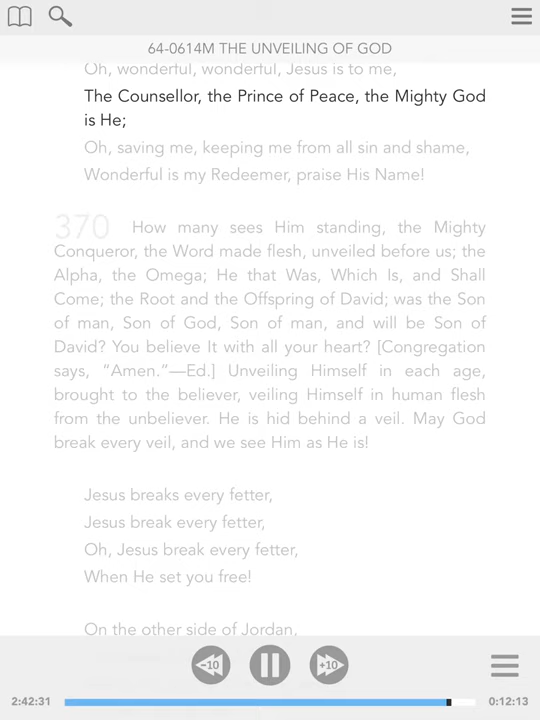 64-0614M THE UNVEILING OF GOD
Oh, wonderful, wonderful, Jesus is to me,
The Counsellor, the Prince of Peace, the Mighty God
is He;
Oh, saving me, keeping me from all sin and shame,
Wonderful is my Redeemer, praise His Name!
370 How many sees Him standing, the Mighty
Conqueror, the Word made flesh, unveiled before us; the
Alpha, the Omega; He that Was, Which Is, and Shall
Come; the Root and the Offspring of David; was the Son
of man, Son of God, Son of man, and will be Son of
David? You believe It with all your heart? [Congregation
says, “Amen.”—Ed.] Unveiling Himself in each age,
brought to the believer, veiling Himself in human flesh
from the unbeliever. He is hid behind a veil. May God
break every veil, and we see Him as He is!
Jesus breaks every fetter,
Jesus break every fetter,
Oh, Jesus break every fetter,
When He set you free!
On the other side of Jordan,
-10
+10
2:42:31
0:12:13